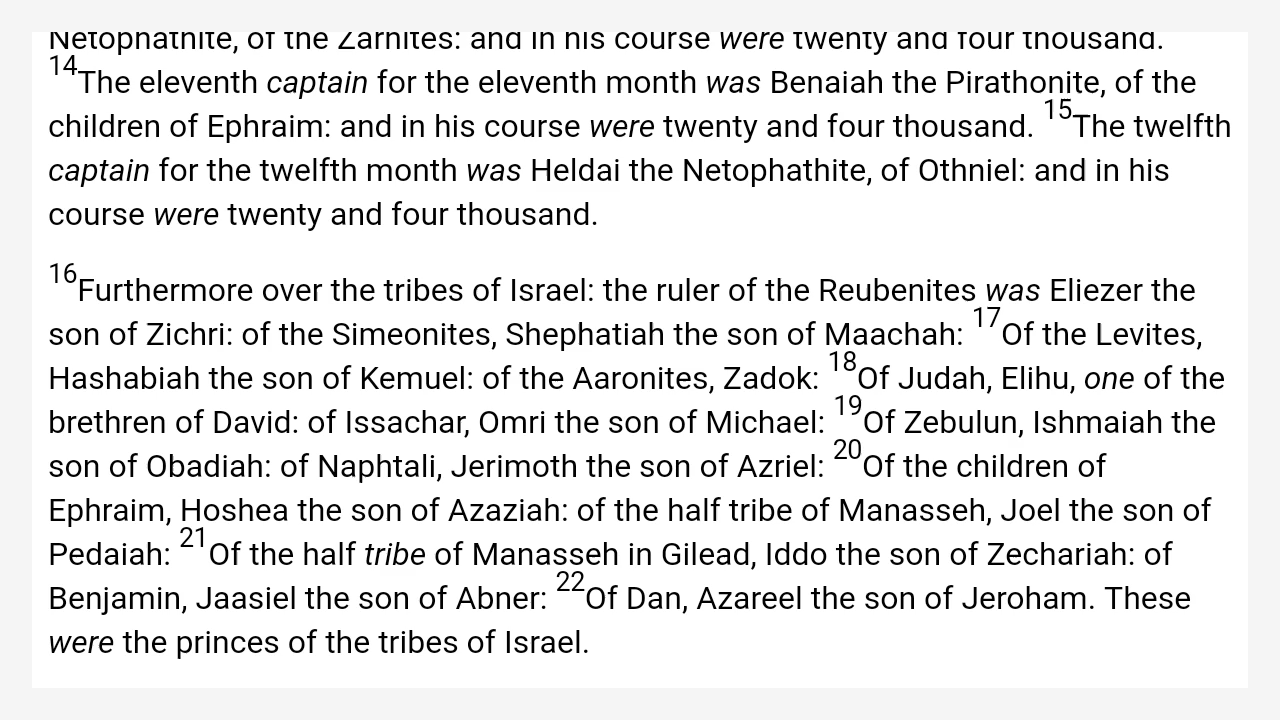 Netophathite, of the Zarhites: and in his course were twenty and four thousand.
14The eleventh captain for the eleventh month was Benaiah the Pirathonite, of the
children of Ephraim: and in his course were twenty and four thousand. 15The twelfth
captain for the twelfth month was Heldai the Netophathite, of Othniel: and in his
course were twenty and four thousand.
16Furthermore over the tribes of Israel: the ruler of the Reubenites was Eliezer the
son of Zichri: of the Simeonites, Shephatiah the son of Maachah: 17Of the Levites,
Hashabiah the son of Kemuel: of the Aaronites, Zadok: 18Of Judah, Elihu, one of the
brethren of David: of Issachar, Omri the son of Michael: 19Of Zebulun, Ishmaiah the
son of Obadiah: of Naphtali, Jerimoth the son of Azriel: 20Of the children of
Ephraim, Hoshea the son of Azaziah: of the half tribe of Manasseh, Joel the son of
Pedaiah: 21Of the half tribe of Manasseh in Gilead, Iddo the son of Zechariah: of
Benjamin, Jaasiel the son of Abner: 22Of Dan, Azareel the son of Jeroham. These
were the princes of the tribes of Israel.